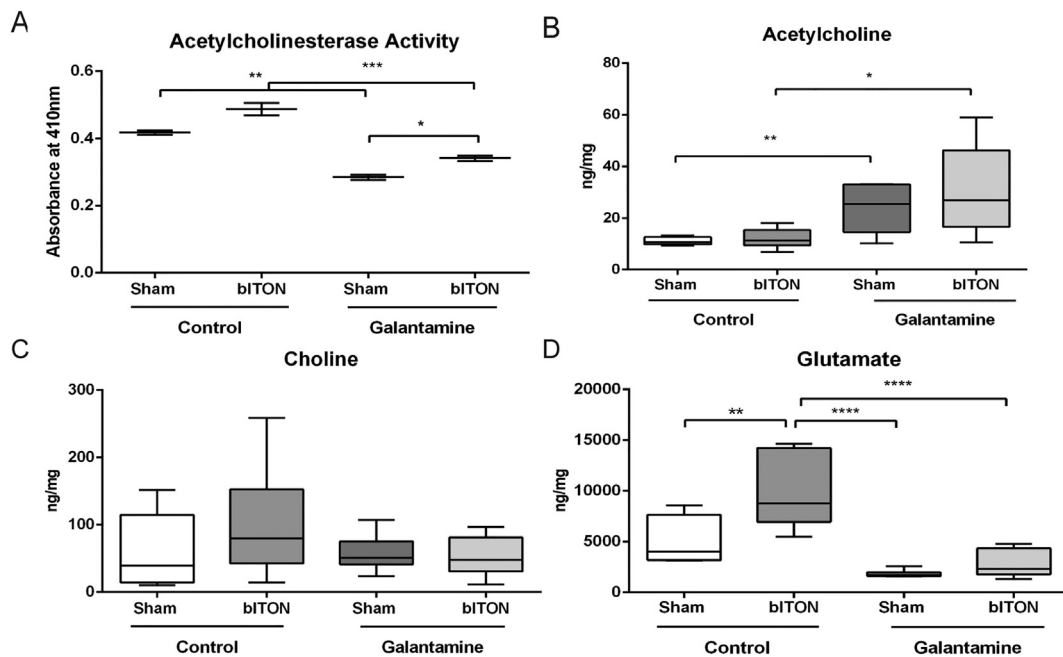 A
Acetylcholinesterase Activity
Absorbance at 410nm
0.6
0.4
0.2
0.0
**
***
*
Sham
bITON
Sham
bITON
Control
Galantamine
B
Acetylcholine
ng/mg
80
60
40
20
0
*
**
Sham
bITON
Sham
bITON
Control
Galantamine
C
Choline
ng/mg
300
200
100
0
Sham
bITON
Sham
bITON
Control
Galantamine
D
Glutamate
ng/mg
20000
15000
10000
5000
0
****
**
****
Sham
bITON
Sham
bITON
Control
Galantamine